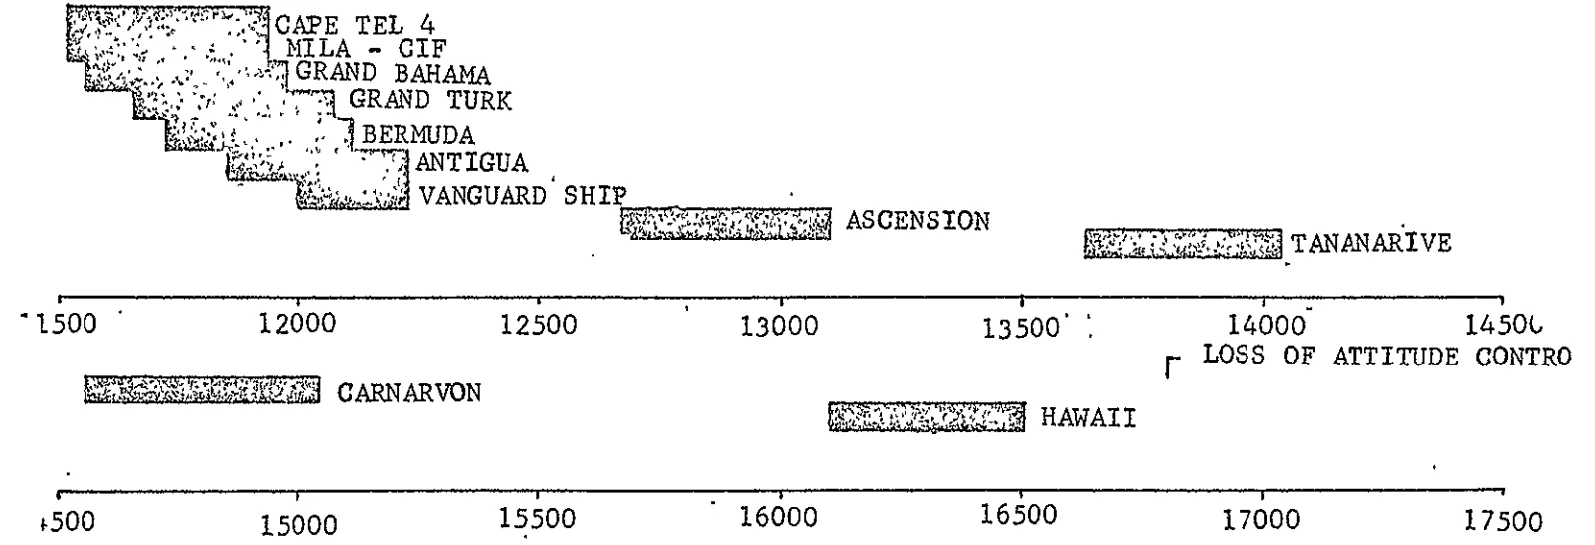 CAPE TEL 4
MILA - GIF
GRAND BAHAMA
GRAND TURK
BERMUDA
ANTIGUA
VANGUARD SHIP
ASCENSION
TANANARIVE
1500 12000 12500 13000 13500 14000 1450
LOSS OF ATTITUDE CONTRO
CARNARVON
HAWAII
500 15000 15500 16000 16500 17000 17500